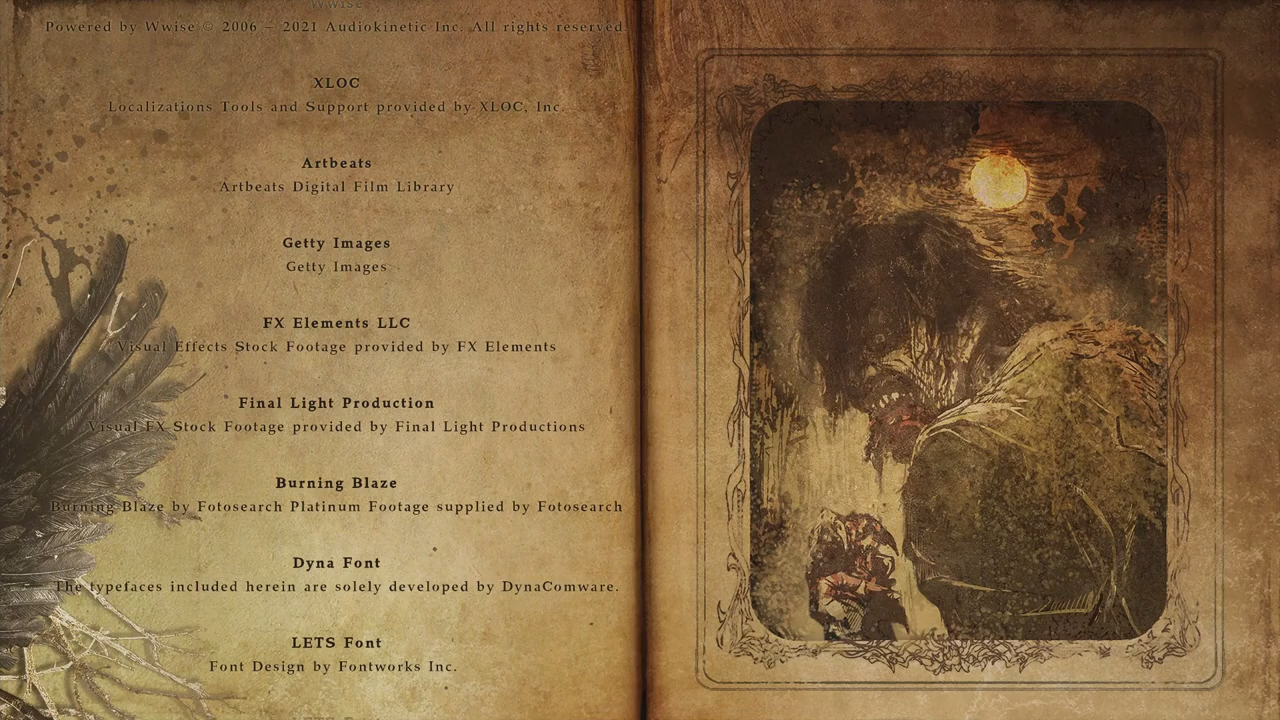 Wwise
Powered by Wwise © 2006 – 2021 Audiokinetic Inc. All rights reserved.
XLOC
Localizations Tools and Support provided by XLOC, Inc.
Artbeats
Artbeats Digital Film Library
Getty Images
Getty Images
FX Elements LLC
Visual Effects Stock Footage provided by FX Elements
Final Light Production
Visual FX Stock Footage provided by Final Light Productions
Burning Blaze
Burning Blaze by Fotosearch Platinum Footage supplied by Fotosearch
Dyna Font
The typefaces included herein are solely developed by DynaComware.
LETS Font
Font Design by Fontworks Inc.